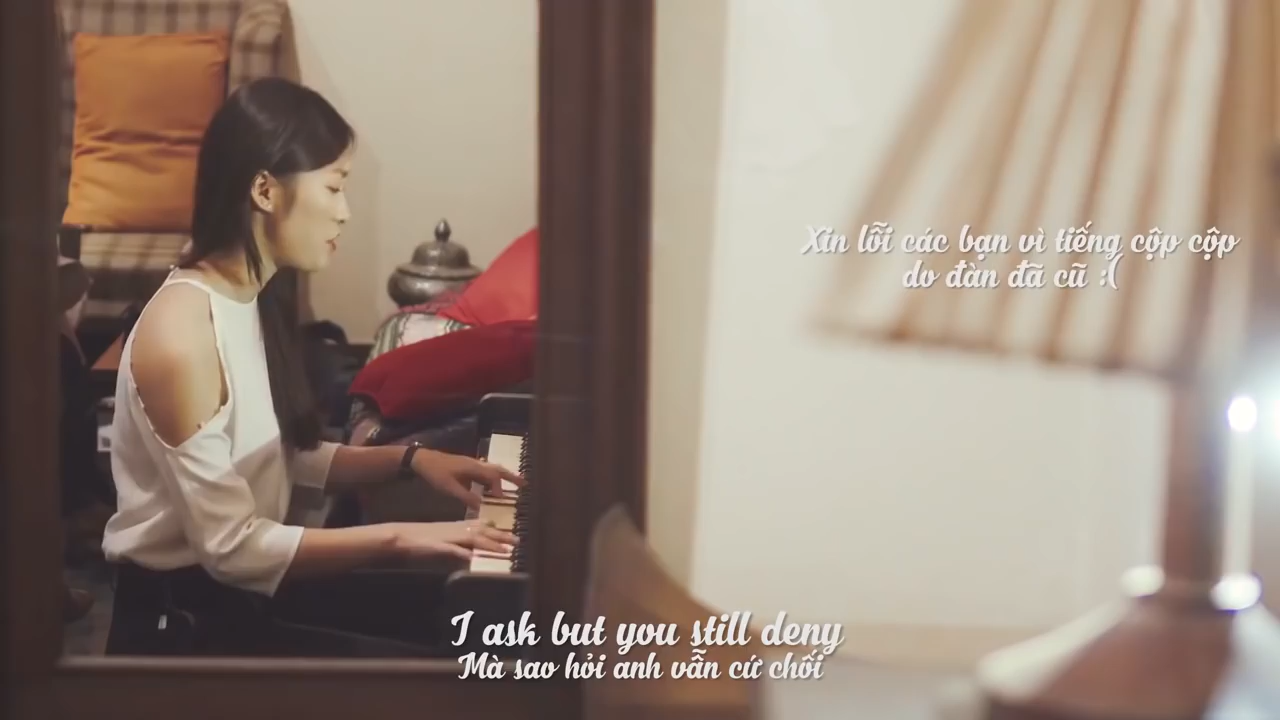 Xin lỗi các bạn vì tiếng cộp cộp
do đàn đã cũ :(
I ask but you still deny
Mà sao hỏi anh vẫn cứ chối